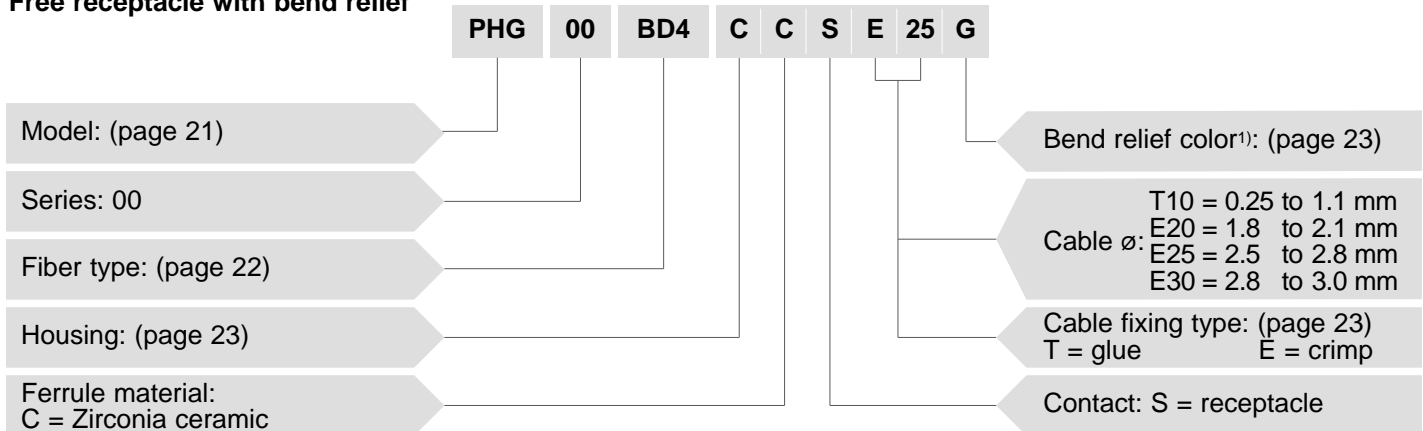 Free receptacle with bend relief
PHG 00 BD4 C C S E 25 G
Model: (page 21)
Series: 00
Fiber type: (page 22)
Housing: (page 23)
Ferrule material:
C = Zirconia ceramic
Bend relief color1): (page 23)
Cable ø:
T10 = 0.25 to 1.1 mm
E20 = 1.8 to 2.1 mm
E25 = 2.5 to 2.8 mm
E30 = 2.8 to 3.0 mm
Cable fixing type: (page 23)
T = glue E = crimp
Contact: S = receptacle